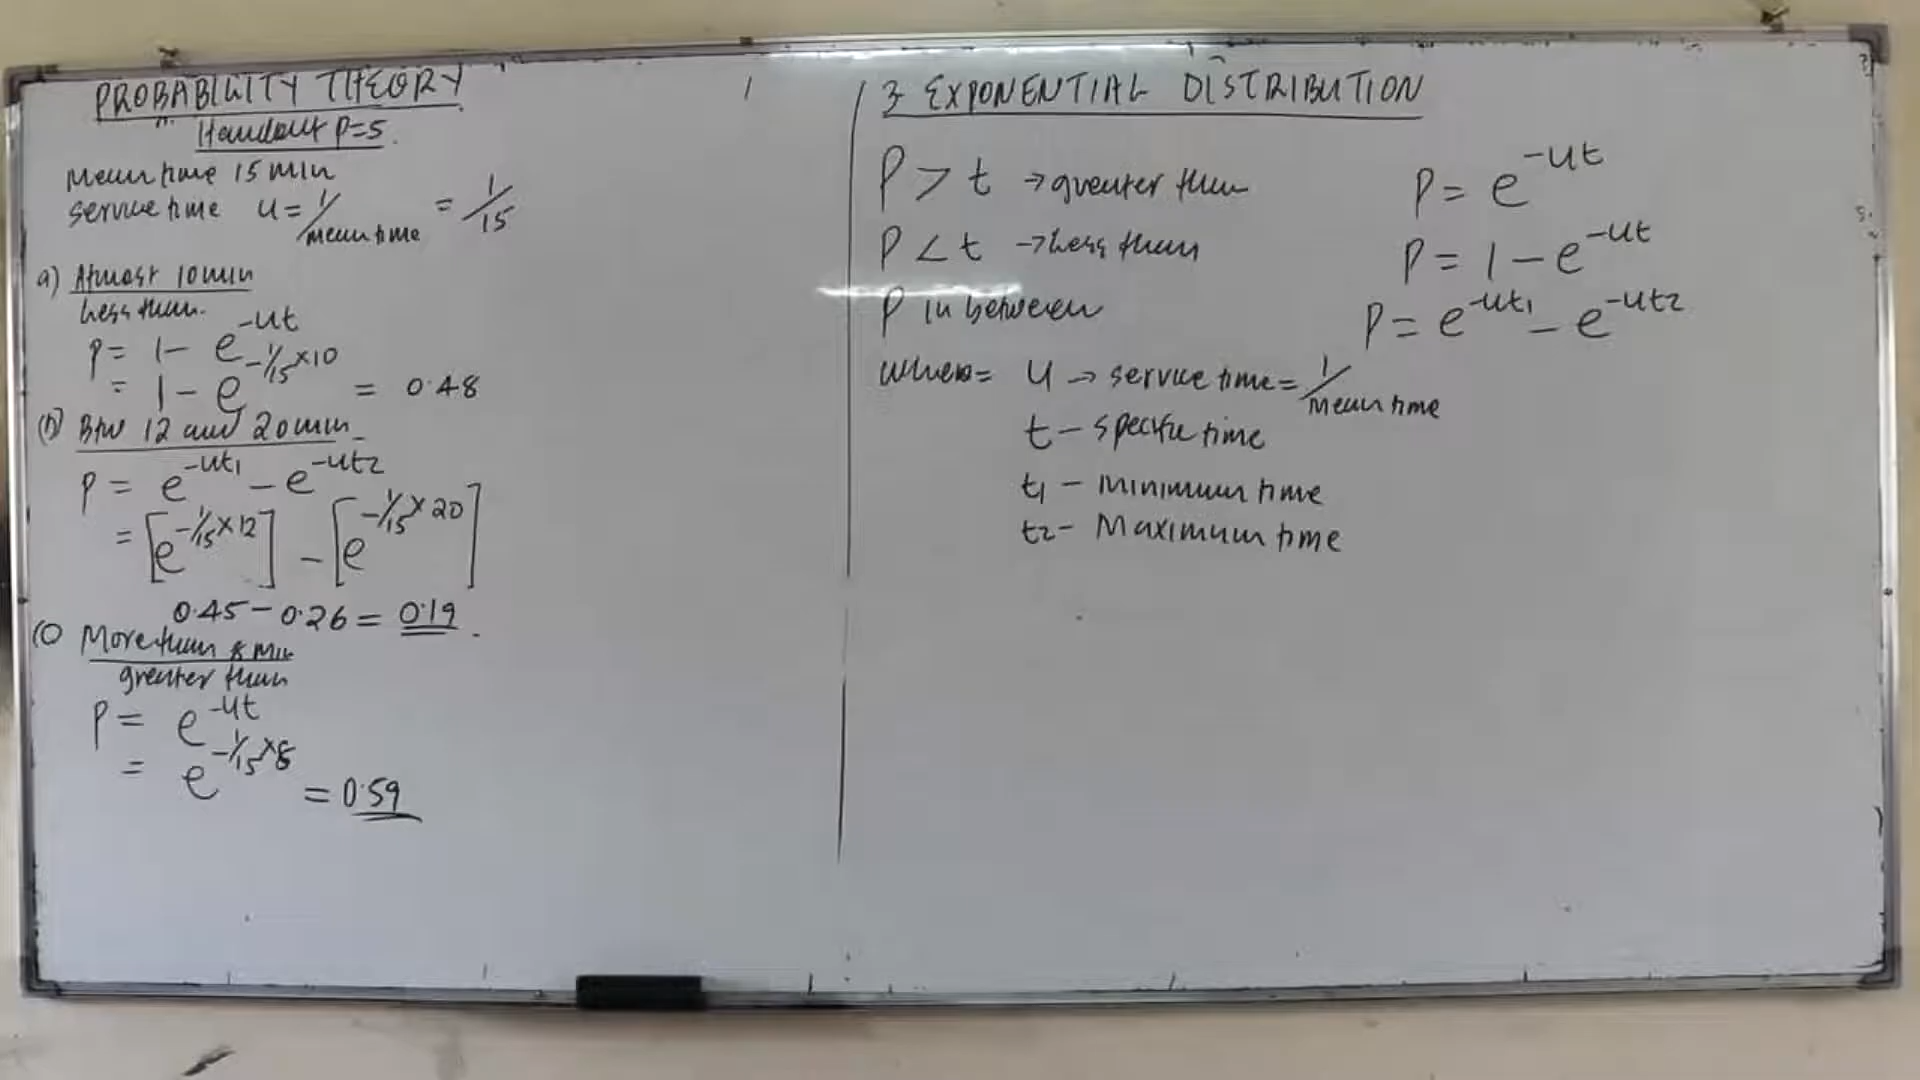 PROBABILITY THEORY
Handout P=5.
Mean time 15 min
service time u = 1/mean time = 1/15
a) Atmost 10 min
Less than.
P = 1 - e^-ut
= 1 - e^-1/15 x 10 = 0.48
(b) Btw 12 and 20 min
P = e^-ut1 - e^-ut2
= [e^-1/15 x 12] - [e^-1/15 x 20]
0.45 - 0.26 = 0.19.
(c) More than 8 min
greater than
P = e^-ut
= e^-1/15 x 8 = 0.59
3 EXPONENTIAL DISTRIBUTION
P > t → greater than P = e^-ut
P < t → Less than P = 1 - e^-ut
P in between P = e^-ut1 - e^-ut2
where = u → service time = 1/mean time
t - specific time
t1 - minimum time
t2 - Maximum time